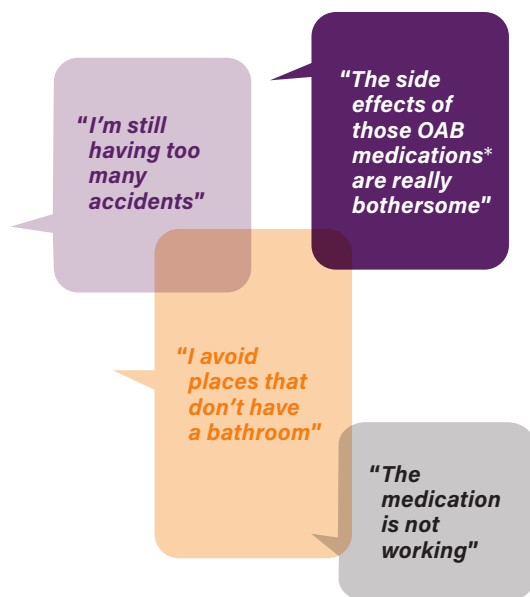 “I’m still
having too
many
accidents”
“The side
effects of
those OAB
medications*
are really
bothersome”
“I avoid
places that
don’t have
a bathroom”
“The
medication
is not
working”